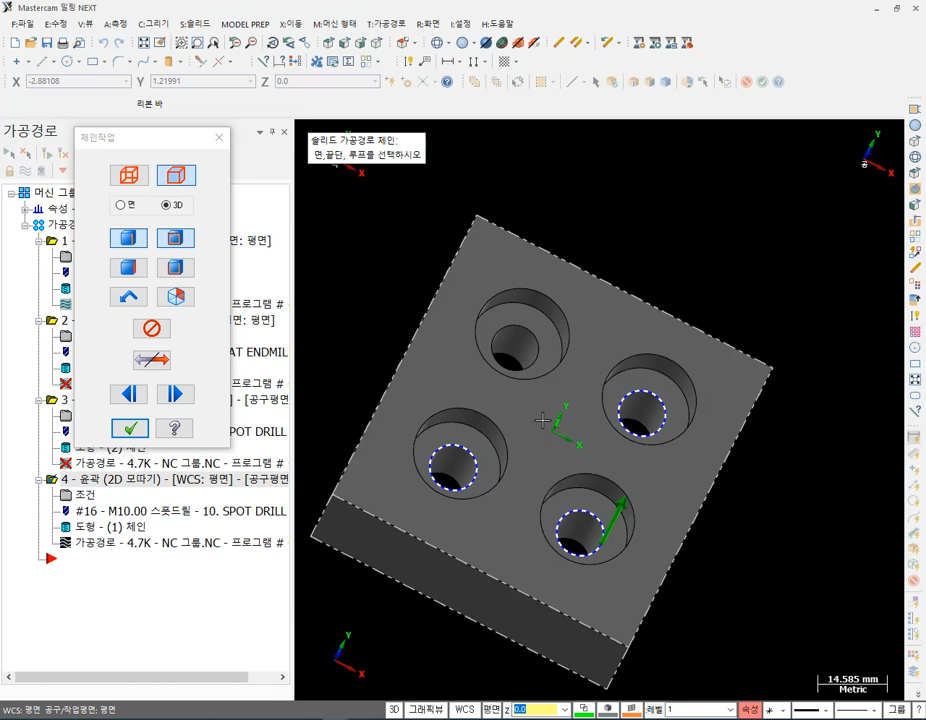 Mastercam 밀링 NEXT
F:파일 E:수정 V:뷰 A:측정 C:그리기 S:솔리드 MODEL PREP X:이동 M:머신 형태 T:가공경로 R:화면 I:설정 H:도움말
X -2.88108 Y 1.21991 Z 0.0
리본 바
가공경로
체인작업
솔리드 가공경로 체인:
면,끝단, 루프를 선택하시오
면 3D
머신 그룹
속성
가공경
1 - 면: 평면]
- 프로그램 #
2 - 면: 평면]
AT ENDMILL
- 프로그램 #
3 - ] - [공구평면
SPOT DRILL
도형 - (2) 체인
가공경로 - 4.7K - NC 그룹.NC - 프로그램 #
4 - 윤곽 (2D 모따기) - [WCS: 평면] - [공구평면
조건
#16 - M10.00 스폿드릴 - 10. SPOT DRILL
도형 - (1) 체인
가공경로 - 4.7K - NC 그룹.NC - 프로그램 #
Y
X
Y
X
Y
Z
X
Y
X
14.585 mm
Metric
WCS: 평면 공구/작업평면: 평면
3D 그래픽뷰 WCS 평면 Z 0.0 레벨 1 속성 그룹